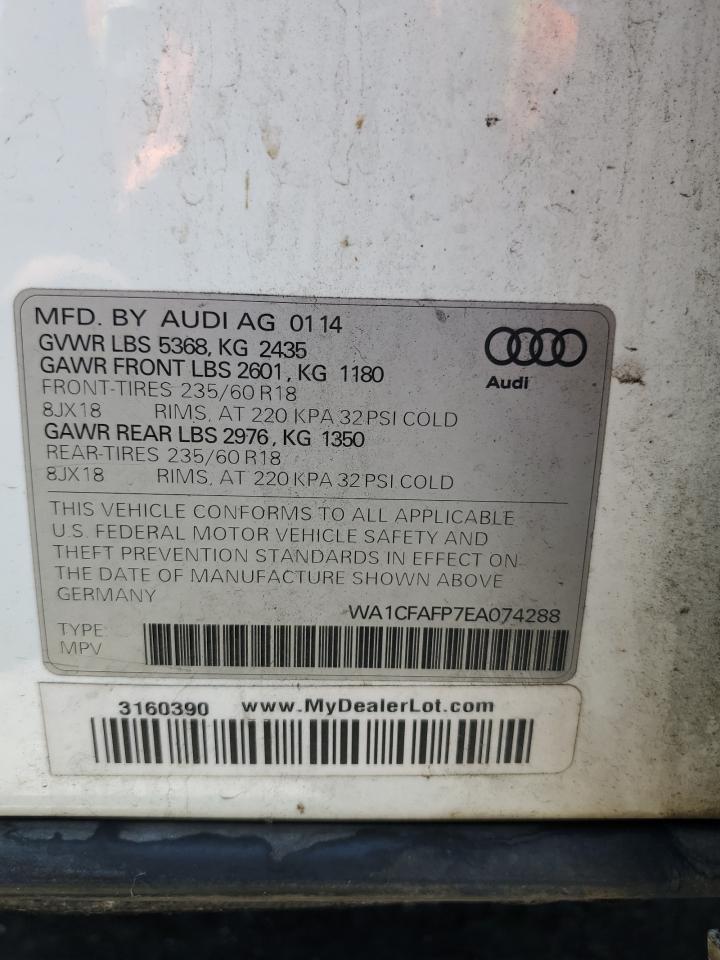 MFD. BY AUDI AG 01 14
GVWR LBS 5368, KG 2435
GAWR FRONT LBS 2601, KG 1180
FRONT-TIRES 235/60 R18
8JX18 RIMS, AT 220 KPA 32 PSI COLD
GAWR REAR LBS 2976, KG 1350
REAR-TIRES 235/60 R18
8JX18 RIMS, AT 220 KPA 32 PSI COLD
Audi
THIS VEHICLE CONFORMS TO ALL APPLICABLE
U.S. FEDERAL MOTOR VEHICLE SAFETY AND
THEFT PREVENTION STANDARDS IN EFFECT ON
THE DATE OF MANUFACTURE SHOWN ABOVE
GERMANY
WA1CFAFP7EA074288
TYPE:
MPV
3160390 www.MyDealerLot.com